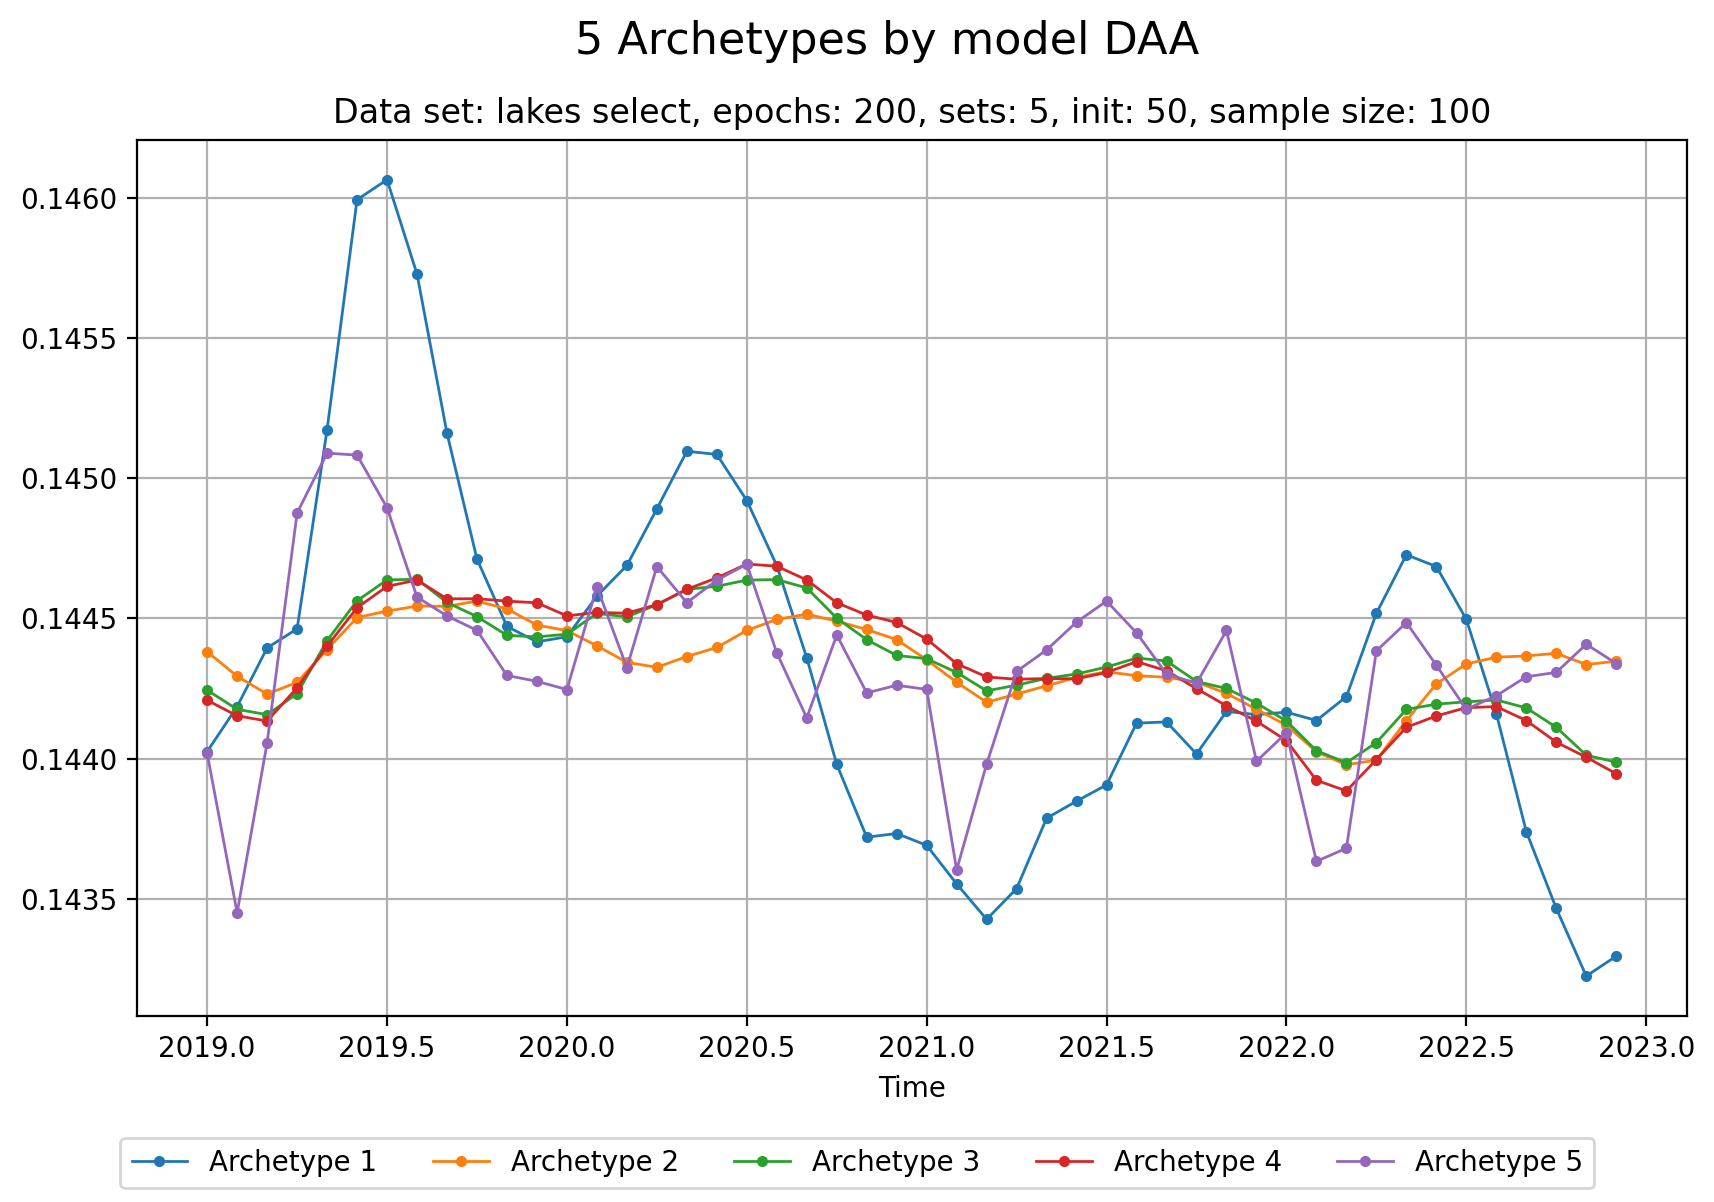 5 Archetypes by model DAA
Data set: lakes select, epochs: 200, sets: 5, init: 50, sample size: 100
0.1460
0.1455
0.1450
0.1445
0.1440
0.1435
2019.0 2019.5 2020.0 2020.5 2021.0 2021.5 2022.0 2022.5 2023.0
Time
Archetype 1 Archetype 2 Archetype 3 Archetype 4 Archetype 5